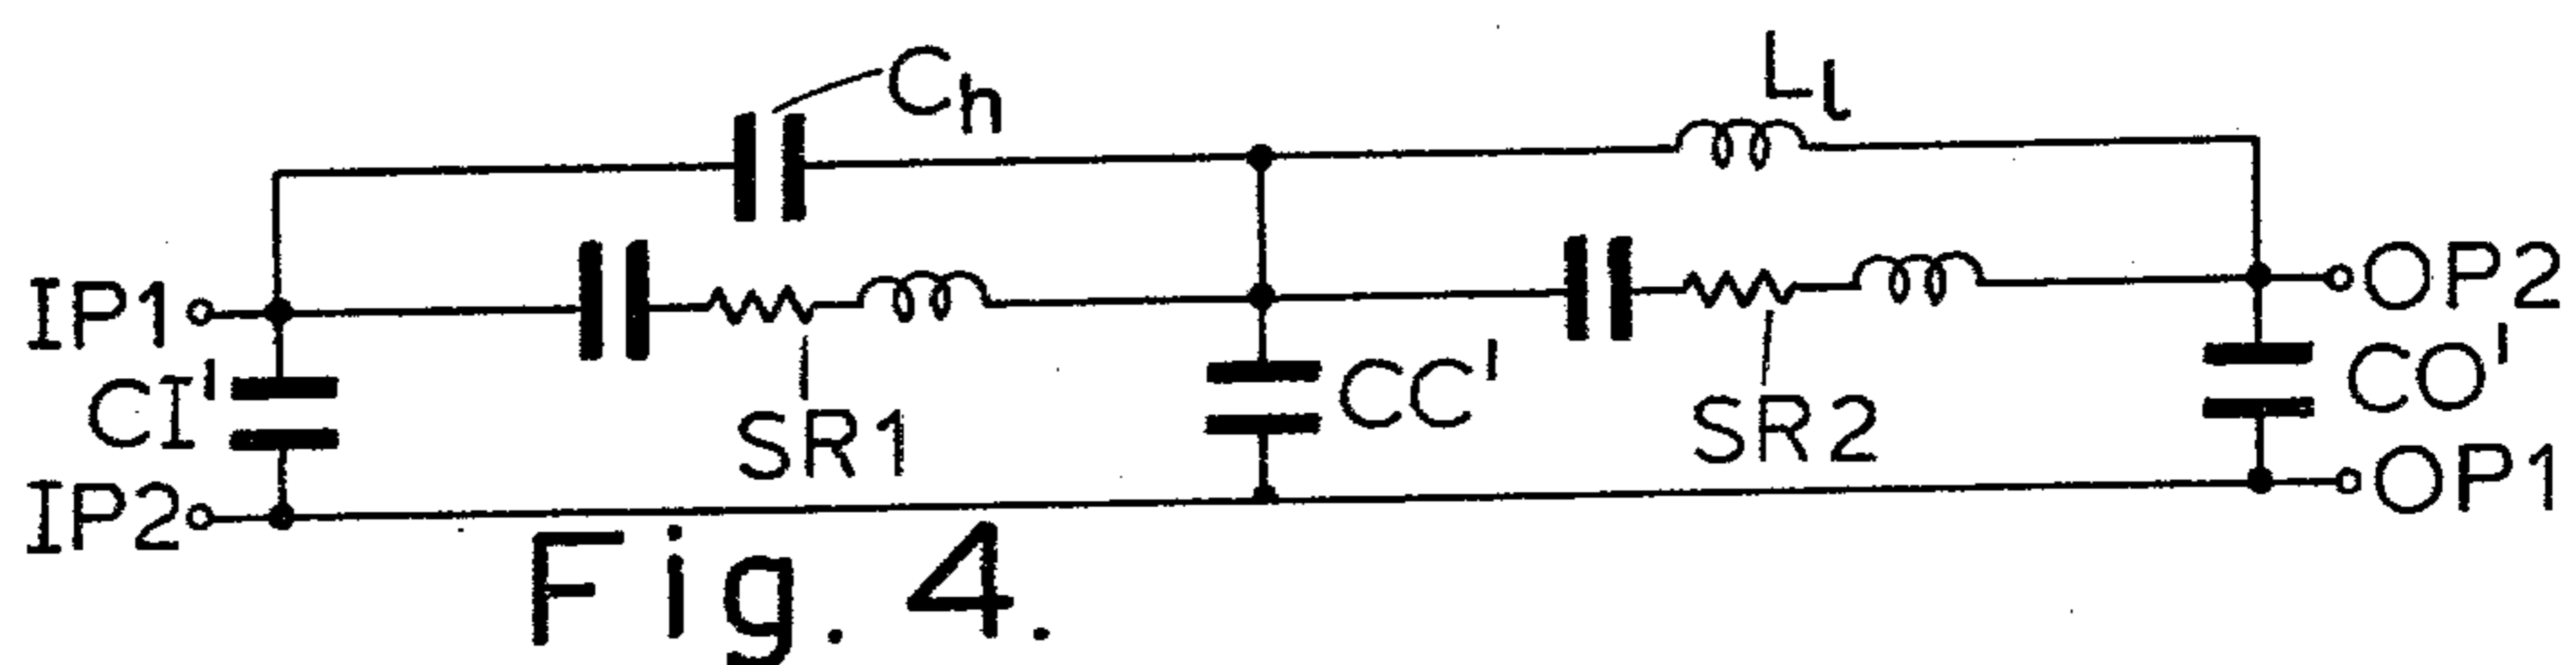 Ch
Ll
IP1
OP2
CI'
CC'
CO'
SR1
SR2
IP2
OP1
Fig. 4.